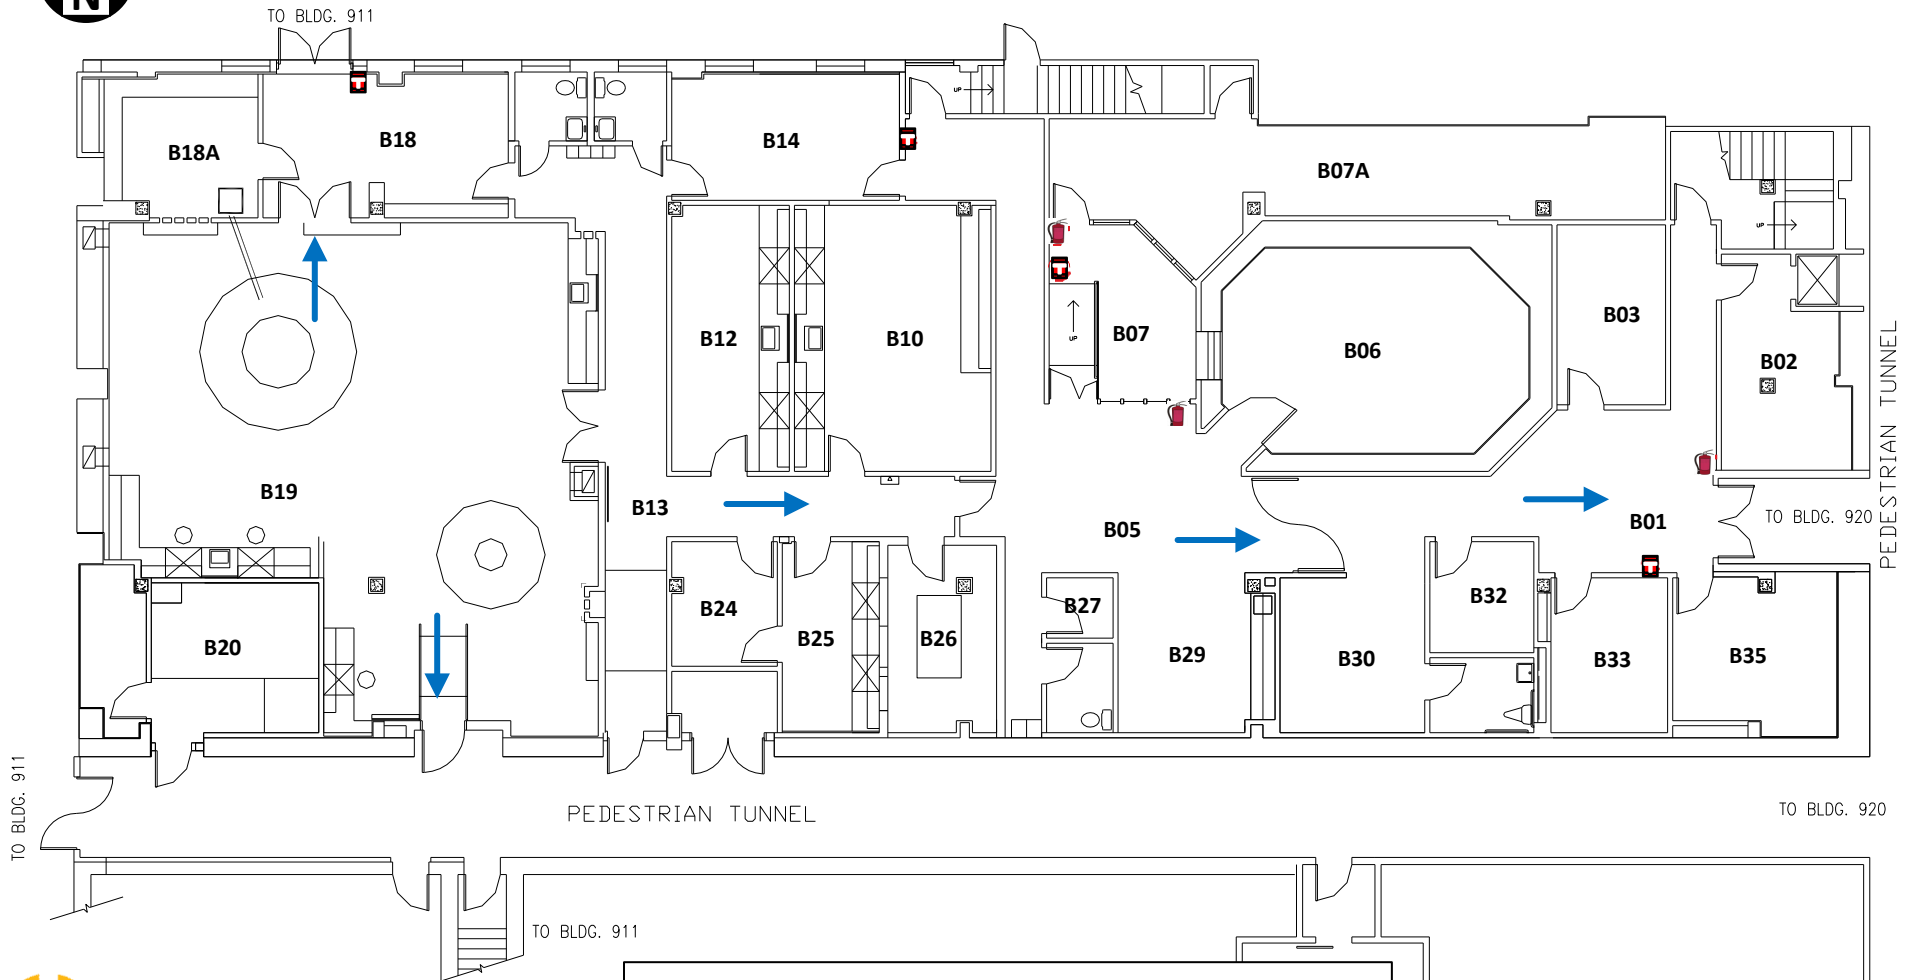 N
TO BLDG. 911
B18A
B18
B14
B07A
UP
UP
UP
B12
B10
B07
B06
B03
B02
PEDESTRIAN TUNNEL
B19
B13
B05
B01
TO BLDG. 920
B24
B25
B26
B27
B29
B30
B32
B33
B35
B20
TO BLDG. 911
PEDESTRIAN TUNNEL
TO BLDG. 920
TO BLDG. 911